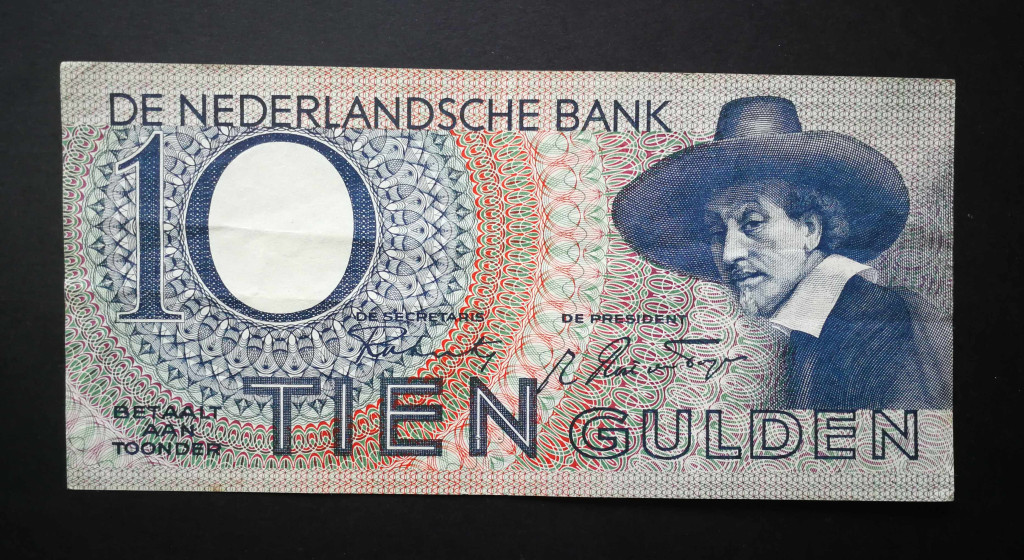 DE NEDERLANDSCHE BANK
10
DE SECRETARIS
DE PRESIDENT
TIEN GULDEN
BETAALT
AAN
TOONDER